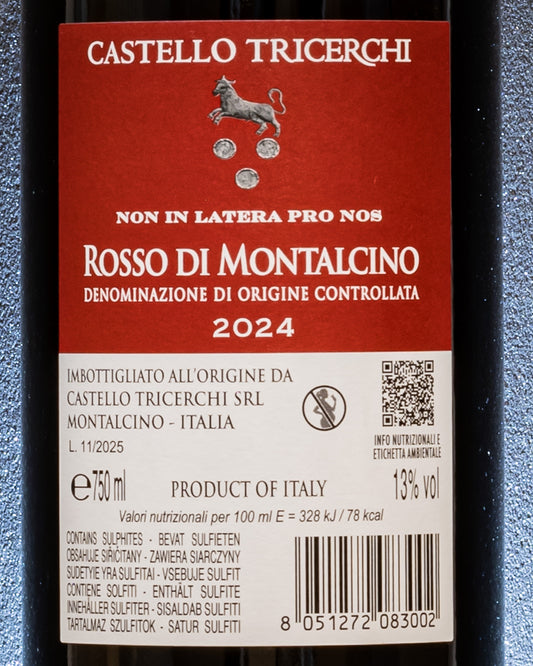 CASTELLO TRICERCHI
NON IN LATERA PRO NOS
ROSSO DI MONTALCINO
DENOMINAZIONE DI ORIGINE CONTROLLATA
2024
IMBOTTIGLIATO ALL'ORIGINE DA
CASTELLO TRICERCHI SRL
MONTALCINO - ITALIA
L. 11/2025
INFO NUTRIZIONALI E
ETICHETTA AMBIENTALE
℮750 ml
PRODUCT OF ITALY
13% vol
Valori nutrizionali per 100 ml E = 328 kJ / 78 kcal
CONTAINS SULPHITES - BEVAT SULFIETEN
OBSAHUJE SIŘIČITANY - ZAWIERA SIARCZYNY
SUDĖTYJE YRA SULFITAI - VSEBUJE SULFIT
CONTIENE SOLFITI - ENTHÄLT SULFITE
INNEHÅLLER SULFITER - SISALDAB SULFITI
TARTALMAZ SZULFITOK - SATUR SULFITI
8 051272 083002